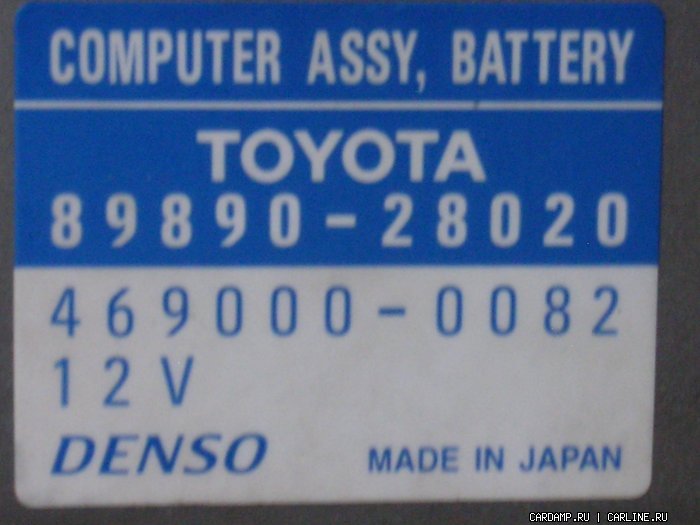 COMPUTER ASSY, BATTERY
TOYOTA
89890-28020
469000-0082
12V
DENSO MADE IN JAPAN
CARDAMP.RU | CARLINE.RU